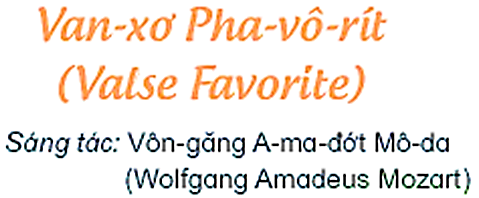 Van-xơ Pha-vô-rít
(Valse Favorite)
Sáng tác: Vôn-găng A-ma-đớt Mô-da
(Wolfgang Amadeus Mozart)